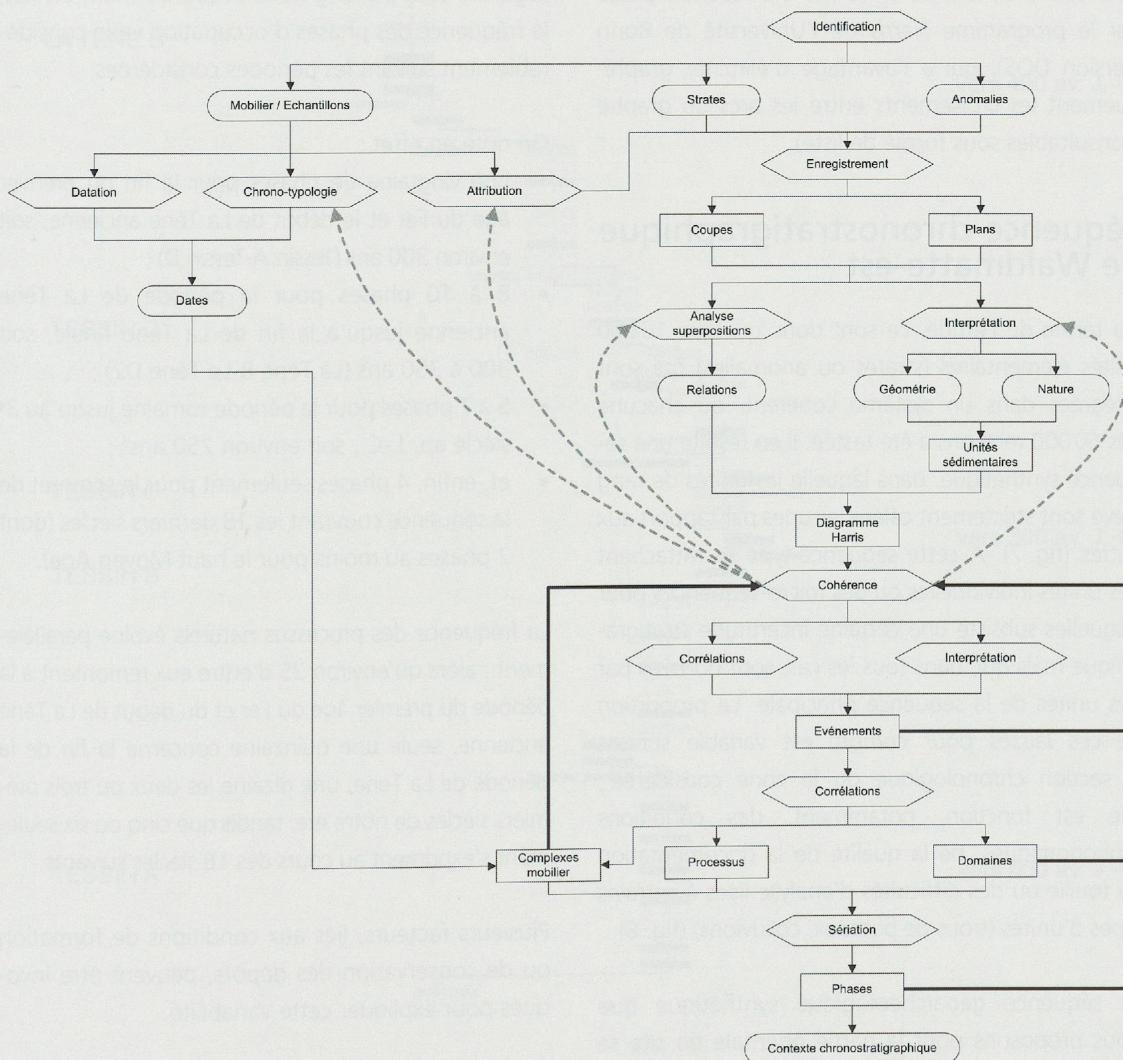 Identification
Mobilier / Echantillons
Strates
Anomalies
Enregistrement
Datation
Chrono-typologie
Attribution
Coupes
Plans
Dates
Analyse
superpositions
Interprétation
Relations
Géométrie
Nature
Unités
sédimentaires
Diagramme
Harris
Cohérence
Corrélations
Interprétation
Evénements
Corrélations
Complexes
mobilier
Processus
Domaines
Sériation
Phases
Contexte chronostratigraphique